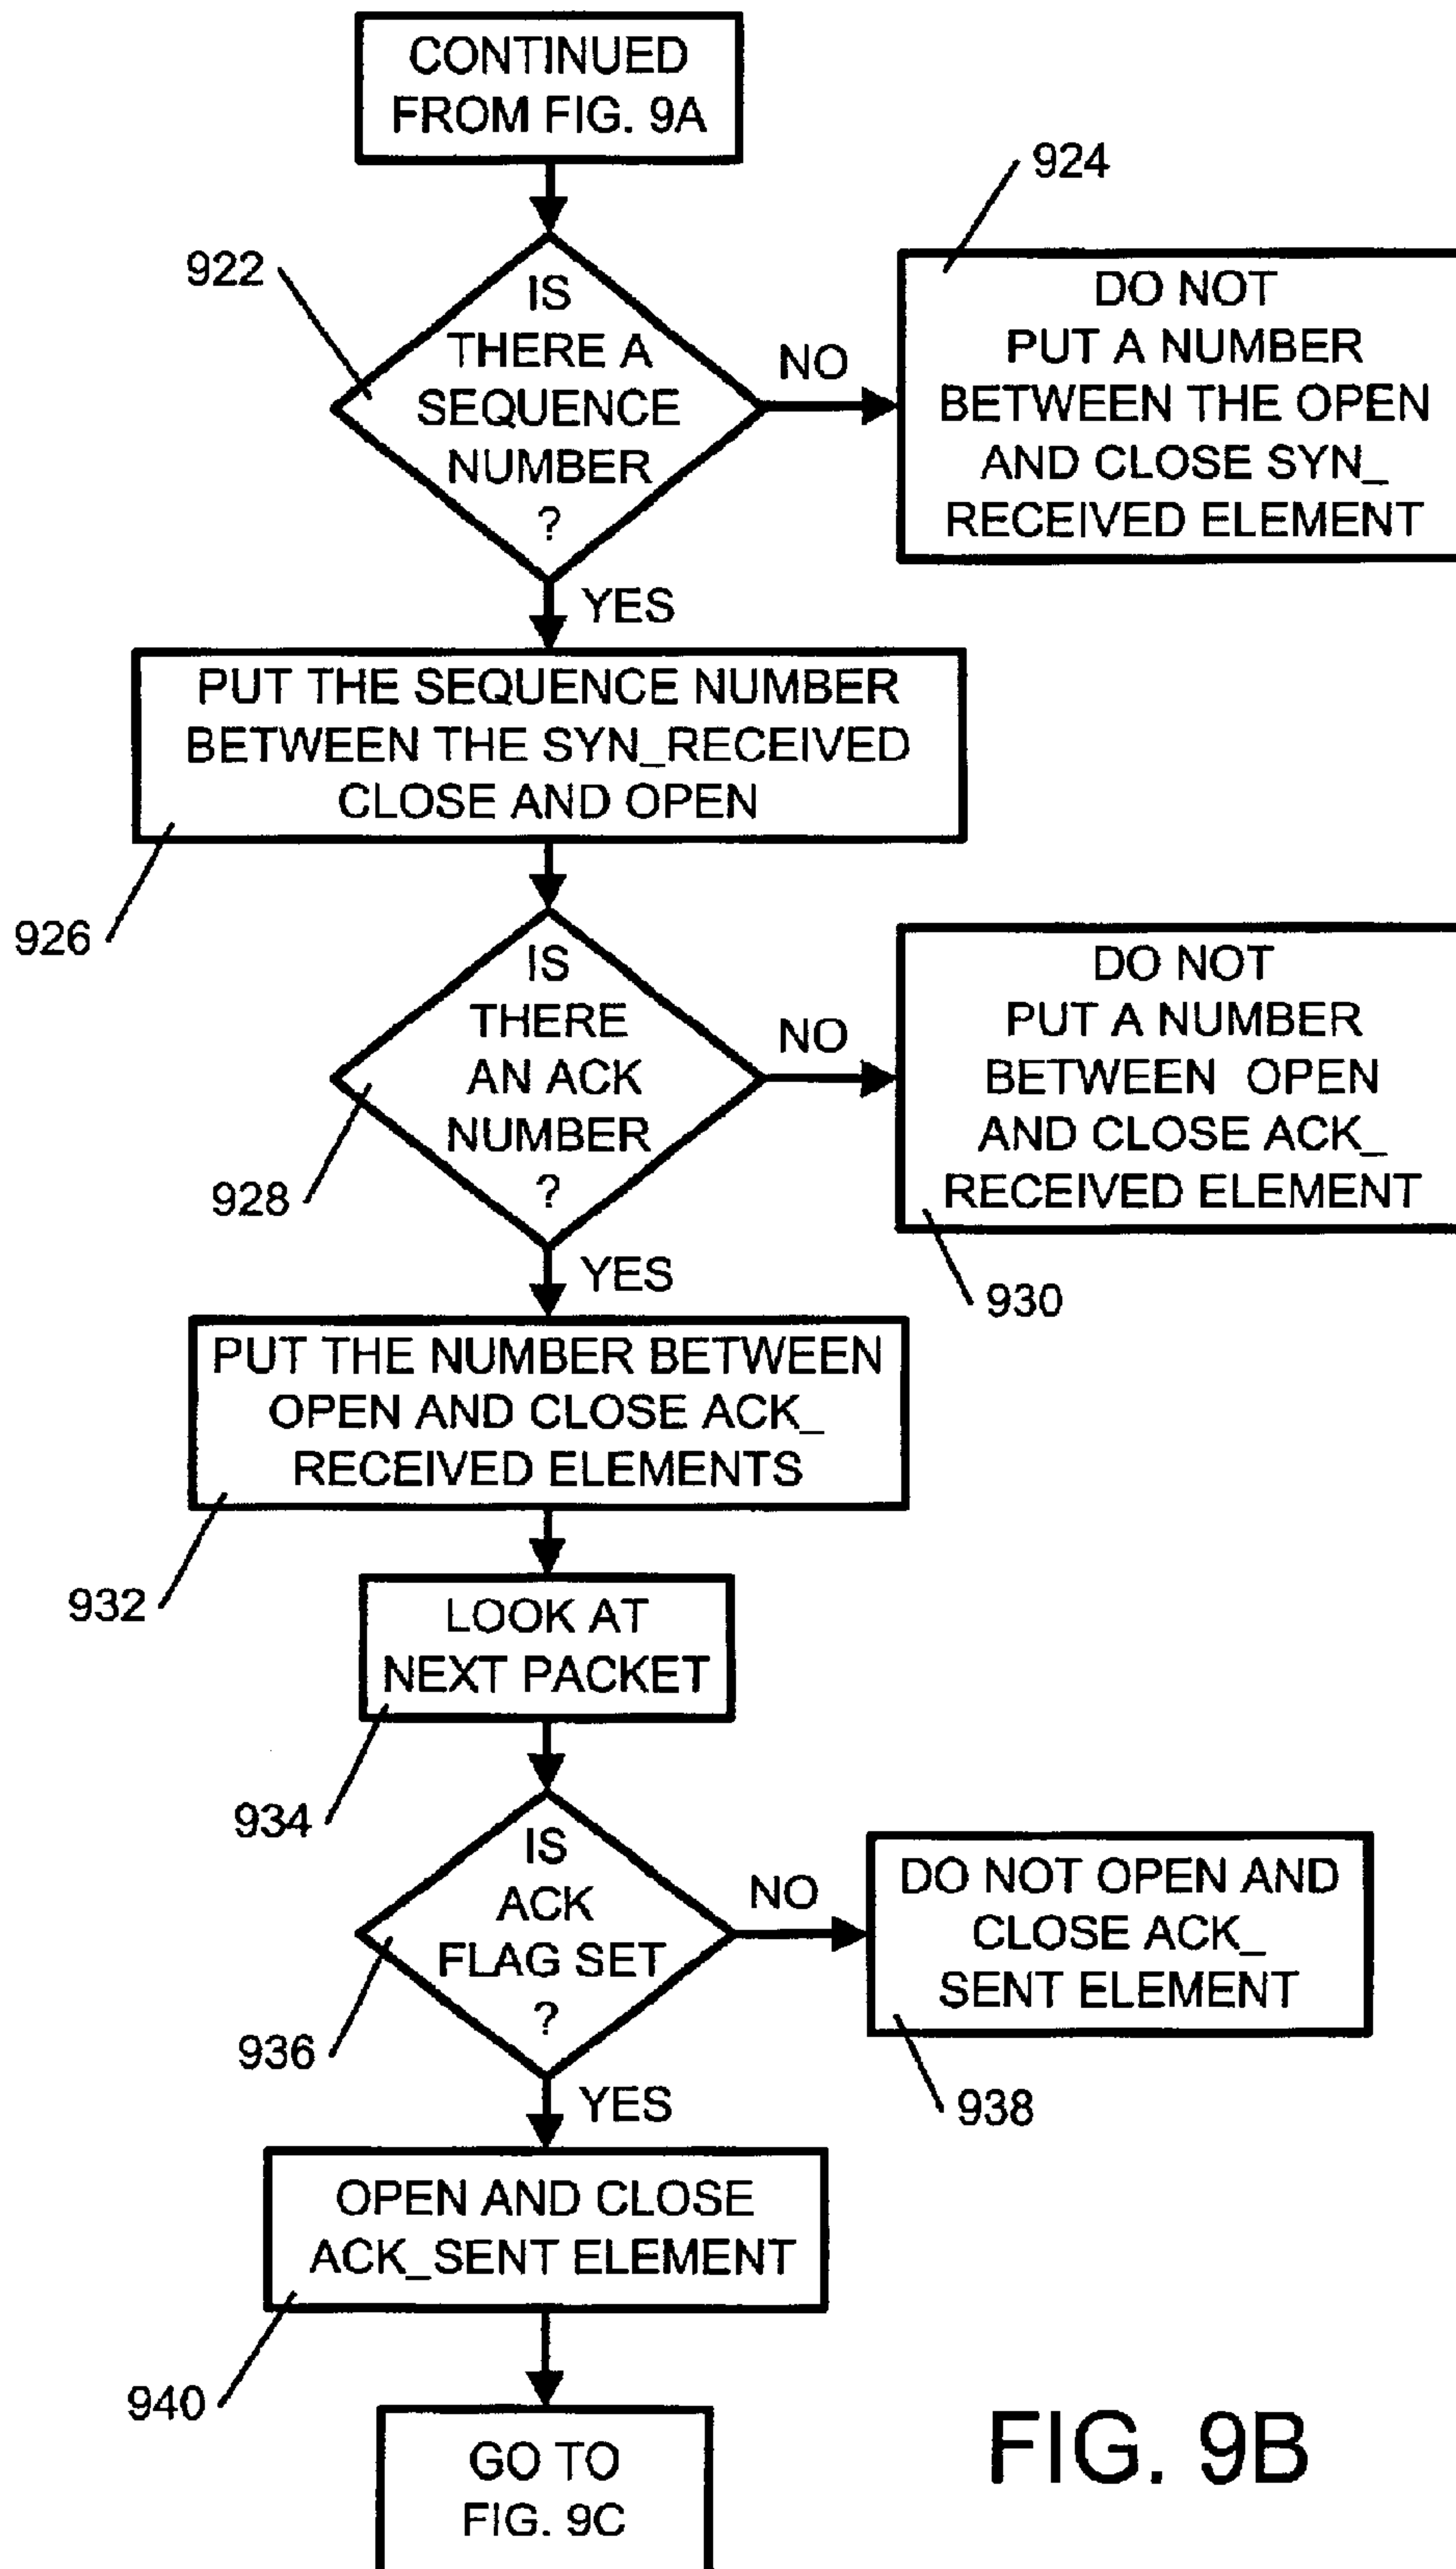 CONTINUED
FROM FIG. 9A
924
922
IS
THERE A
SEQUENCE
NUMBER
?
NO
DO NOT
PUT A NUMBER
BETWEEN THE OPEN
AND CLOSE SYN_
RECEIVED ELEMENT
YES
PUT THE SEQUENCE NUMBER
BETWEEN THE SYN_RECEIVED
CLOSE AND OPEN
926
IS
THERE
AN ACK
NUMBER
?
928
NO
DO NOT
PUT A NUMBER
BETWEEN OPEN
AND CLOSE ACK_
RECEIVED ELEMENT
930
YES
PUT THE NUMBER BETWEEN
OPEN AND CLOSE ACK_
RECEIVED ELEMENTS
932
LOOK AT
NEXT PACKET
934
IS
ACK
FLAG SET
?
936
NO
DO NOT OPEN AND
CLOSE ACK_
SENT ELEMENT
938
YES
OPEN AND CLOSE
ACK_SENT ELEMENT
940
GO TO
FIG. 9C
FIG. 9B